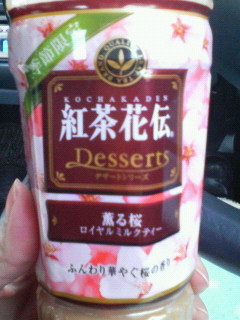 季節限定
KOCHAKADEN
紅茶花伝
Desserts
デザートシリーズ
薫る桜
ロイヤルミルクティー
ふんわり華やぐ桜の香り